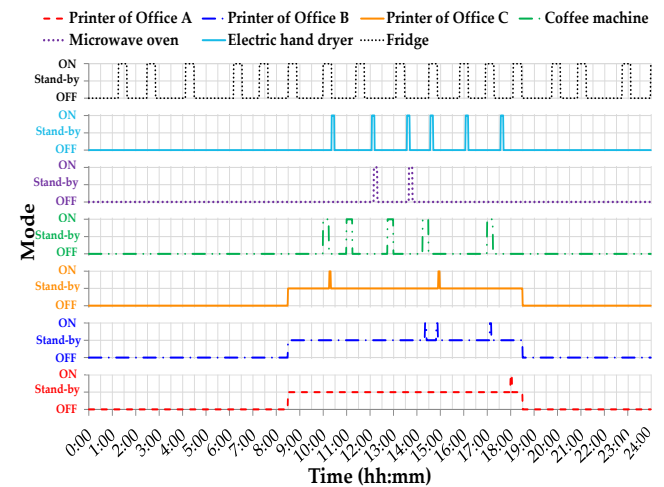 Printer of Office A Printer of Office B Printer of Office C Coffee machine
Microwave oven Electric hand dryer Fridge
ON
Stand-by
OFF
ON
Stand-by
OFF
ON
Stand-by
OFF
ON
Stand-by
OFF
ON
Stand-by
OFF
ON
Stand-by
OFF
ON
Stand-by
OFF
Mode
0:00 1:00 2:00 3:00 4:00 5:00 6:00 7:00 8:00 9:00 10:00 11:00 12:00 13:00 14:00 15:00 16:00 17:00 18:00 19:00 20:00 21:00 22:00 23:00 24:00
Time (hh:mm)